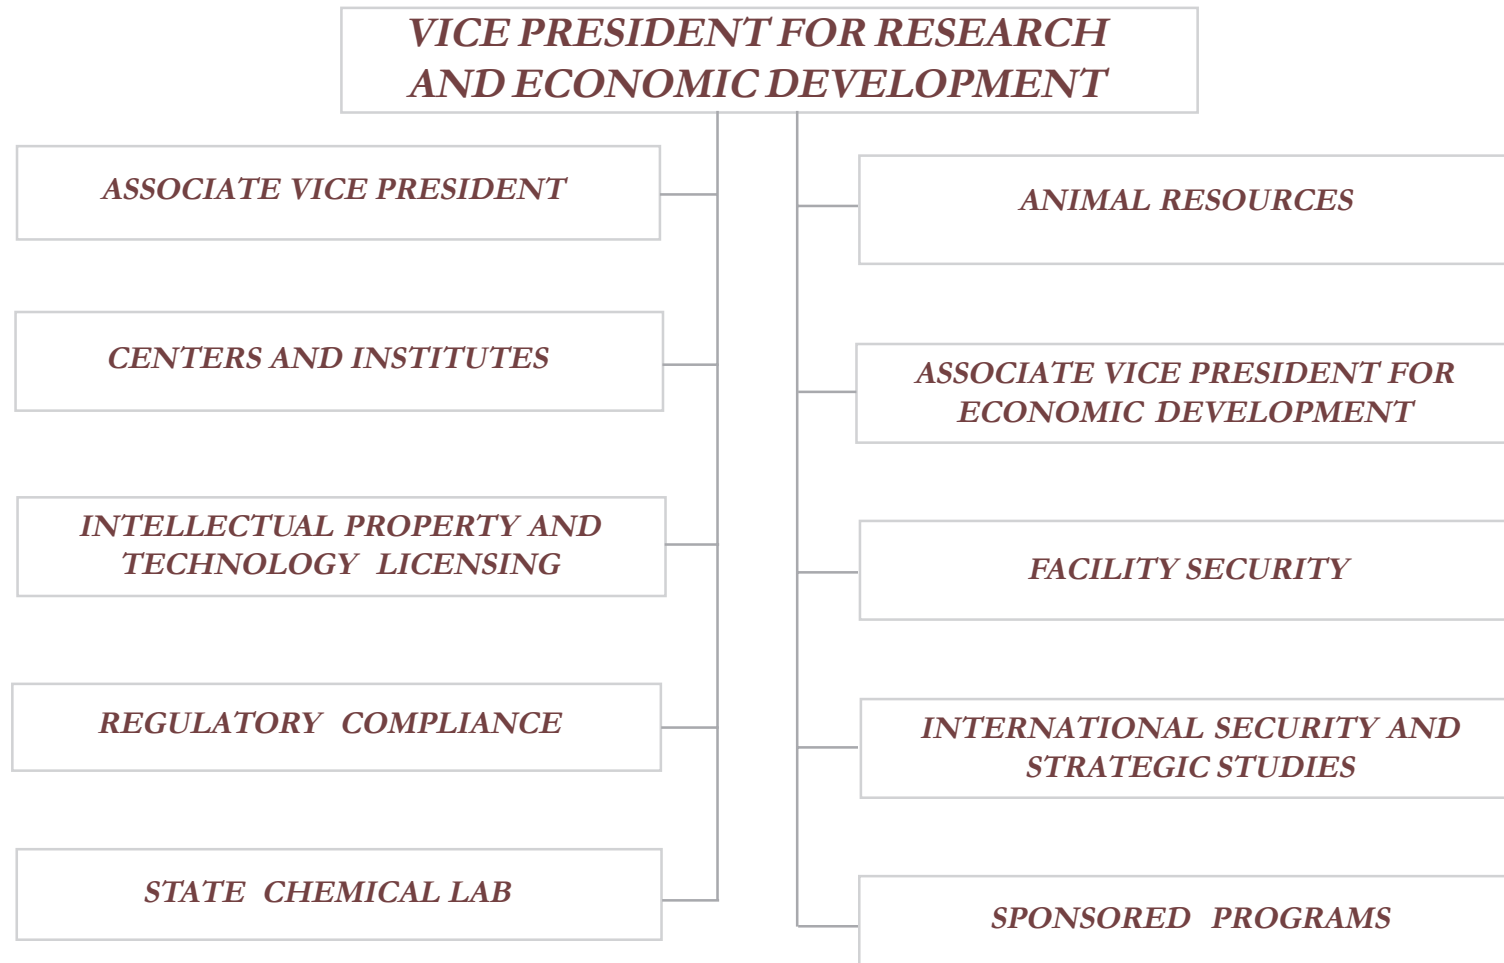 VICE PRESIDENT FOR RESEARCH
AND ECONOMIC DEVELOPMENT
ASSOCIATE VICE PRESIDENT
ANIMAL RESOURCES
CENTERS AND INSTITUTES
ASSOCIATE VICE PRESIDENT FOR
ECONOMIC DEVELOPMENT
INTELLECTUAL PROPERTY AND
TECHNOLOGY LICENSING
FACILITY SECURITY
REGULATORY COMPLIANCE
INTERNATIONAL SECURITY AND
STRATEGIC STUDIES
STATE CHEMICAL LAB
SPONSORED PROGRAMS